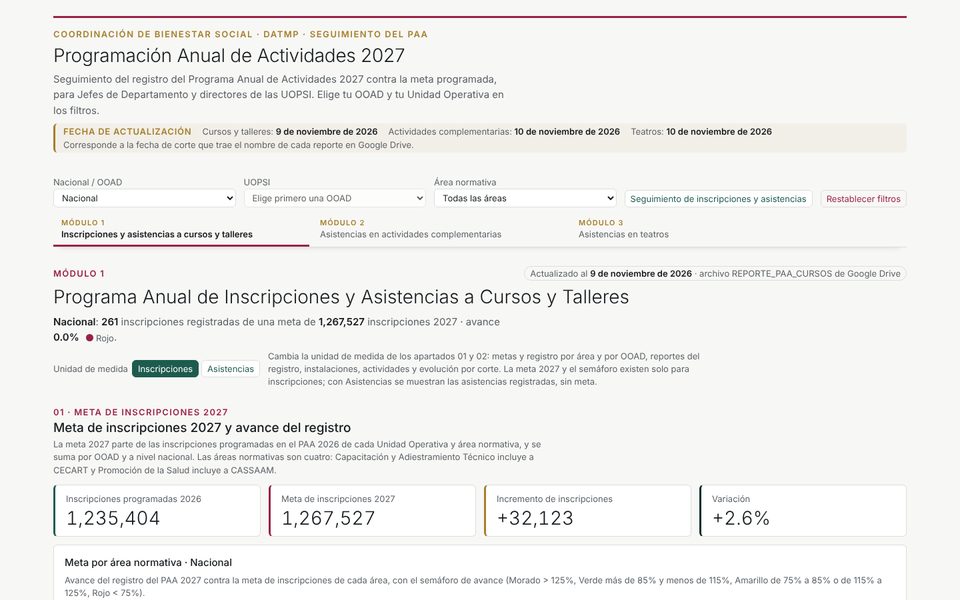 COORDINACIÓN DE BIENESTAR SOCIAL · DATMP · SEGUIMIENTO DEL PAA
Programación Anual de Actividades 2027
Seguimiento del registro del Programa Anual de Actividades 2027 contra la meta programada,
para Jefes de Departamento y directores de las UOPSI. Elige tu OOAD y tu Unidad Operativa en
los filtros.
FECHA DE ACTUALIZACIÓN Cursos y talleres: 9 de noviembre de 2026 Actividades complementarias: 10 de noviembre de 2026 Teatros: 10 de noviembre de 2026
Corresponde a la fecha de corte que trae el nombre de cada reporte en Google Drive.
Nacional / OOAD UOPSI Área normativa
Nacional Elige primero una OOAD Todas las áreas Seguimiento de inscripciones y asistencias Restablecer filtros
MÓDULO 1 MÓDULO 2 MÓDULO 3
Inscripciones y asistencias a cursos y talleres Asistencias en actividades complementarias Asistencias en teatros
MÓDULO 1 Actualizado al 9 de noviembre de 2026 · archivo REPORTE_PAA_CURSOS de Google Drive
Programa Anual de Inscripciones y Asistencias a Cursos y Talleres
Nacional: 261 inscripciones registradas de una meta de 1,267,527 inscripciones 2027 · avance
0.0% Rojo.
Unidad de medida Inscripciones Asistencias
Cambia la unidad de medida de los apartados 01 y 02: metas y registro por área y por OOAD, reportes del
registro, instalaciones, actividades y evolución por corte. La meta 2027 y el semáforo existen solo para
inscripciones; con Asistencias se muestran las asistencias registradas, sin meta.
01 · META DE INSCRIPCIONES 2027
Meta de inscripciones 2027 y avance del registro
La meta 2027 parte de las inscripciones programadas en el PAA 2026 de cada Unidad Operativa y área normativa, y se
suma por OOAD y a nivel nacional. Las áreas normativas son cuatro: Capacitación y Adiestramiento Técnico incluye a
CECART y Promoción de la Salud incluye a CASSAAM.
Inscripciones programadas 2026 Meta de inscripciones 2027 Incremento de inscripciones Variación
1,235,404 1,267,527 +32,123 +2.6%
Meta por área normativa · Nacional
Avance del registro del PAA 2027 contra la meta de inscripciones de cada área, con el semáforo de avance (Morado > 125%, Verde más de 85% y menos de 115%, Amarillo de 75% a 85% o de 115% a
125%, Rojo < 75%).